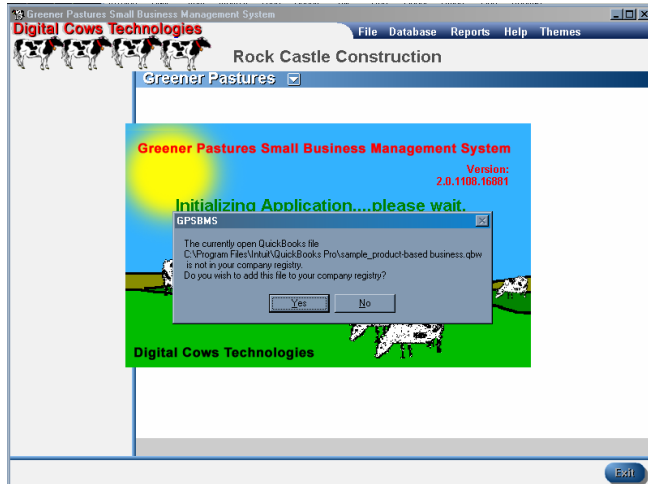 Greener Pastures Small Business Management System
Digital Cows Technologies
File Database Reports Help Themes
Rock Castle Construction
Greener Pastures
Greener Pastures Small Business Management System
Version:
2.0.1108.16881
Initializing Application....please wait.
GPSBMS
The currently open QuickBooks file
C:\Program Files\Intuit\QuickBooks Pro\sample_product-based business.qbw
is not in your company registry.
Do you wish to add this file to your company registry?
Yes No
Digital Cows Technologies
Exit